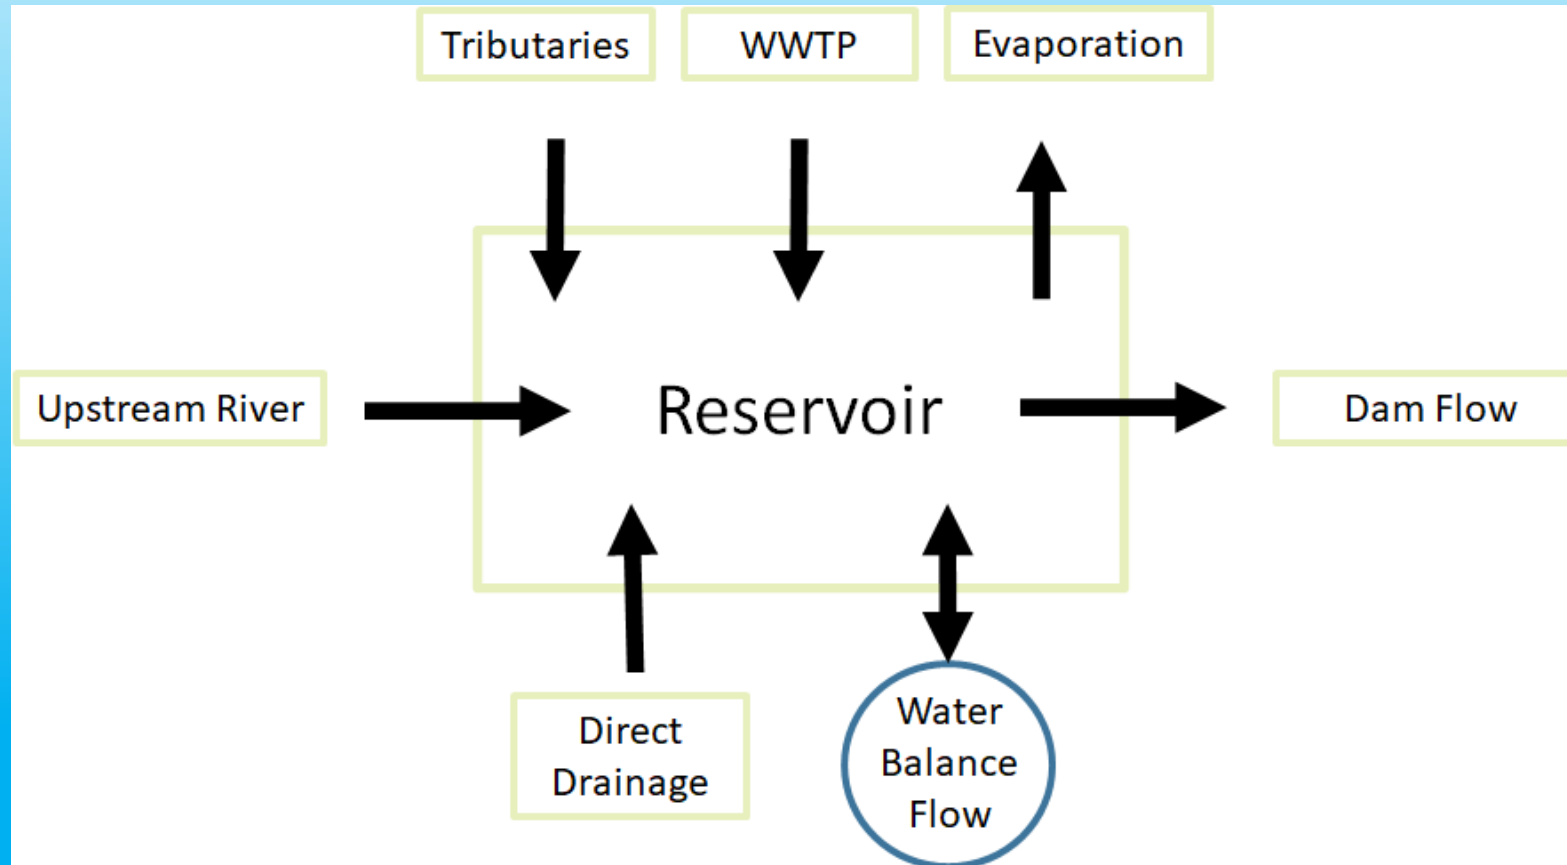 Tributaries
WWTP
Evaporation
Upstream River
Reservoir
Dam Flow
Direct
Drainage
Water
Balance
Flow